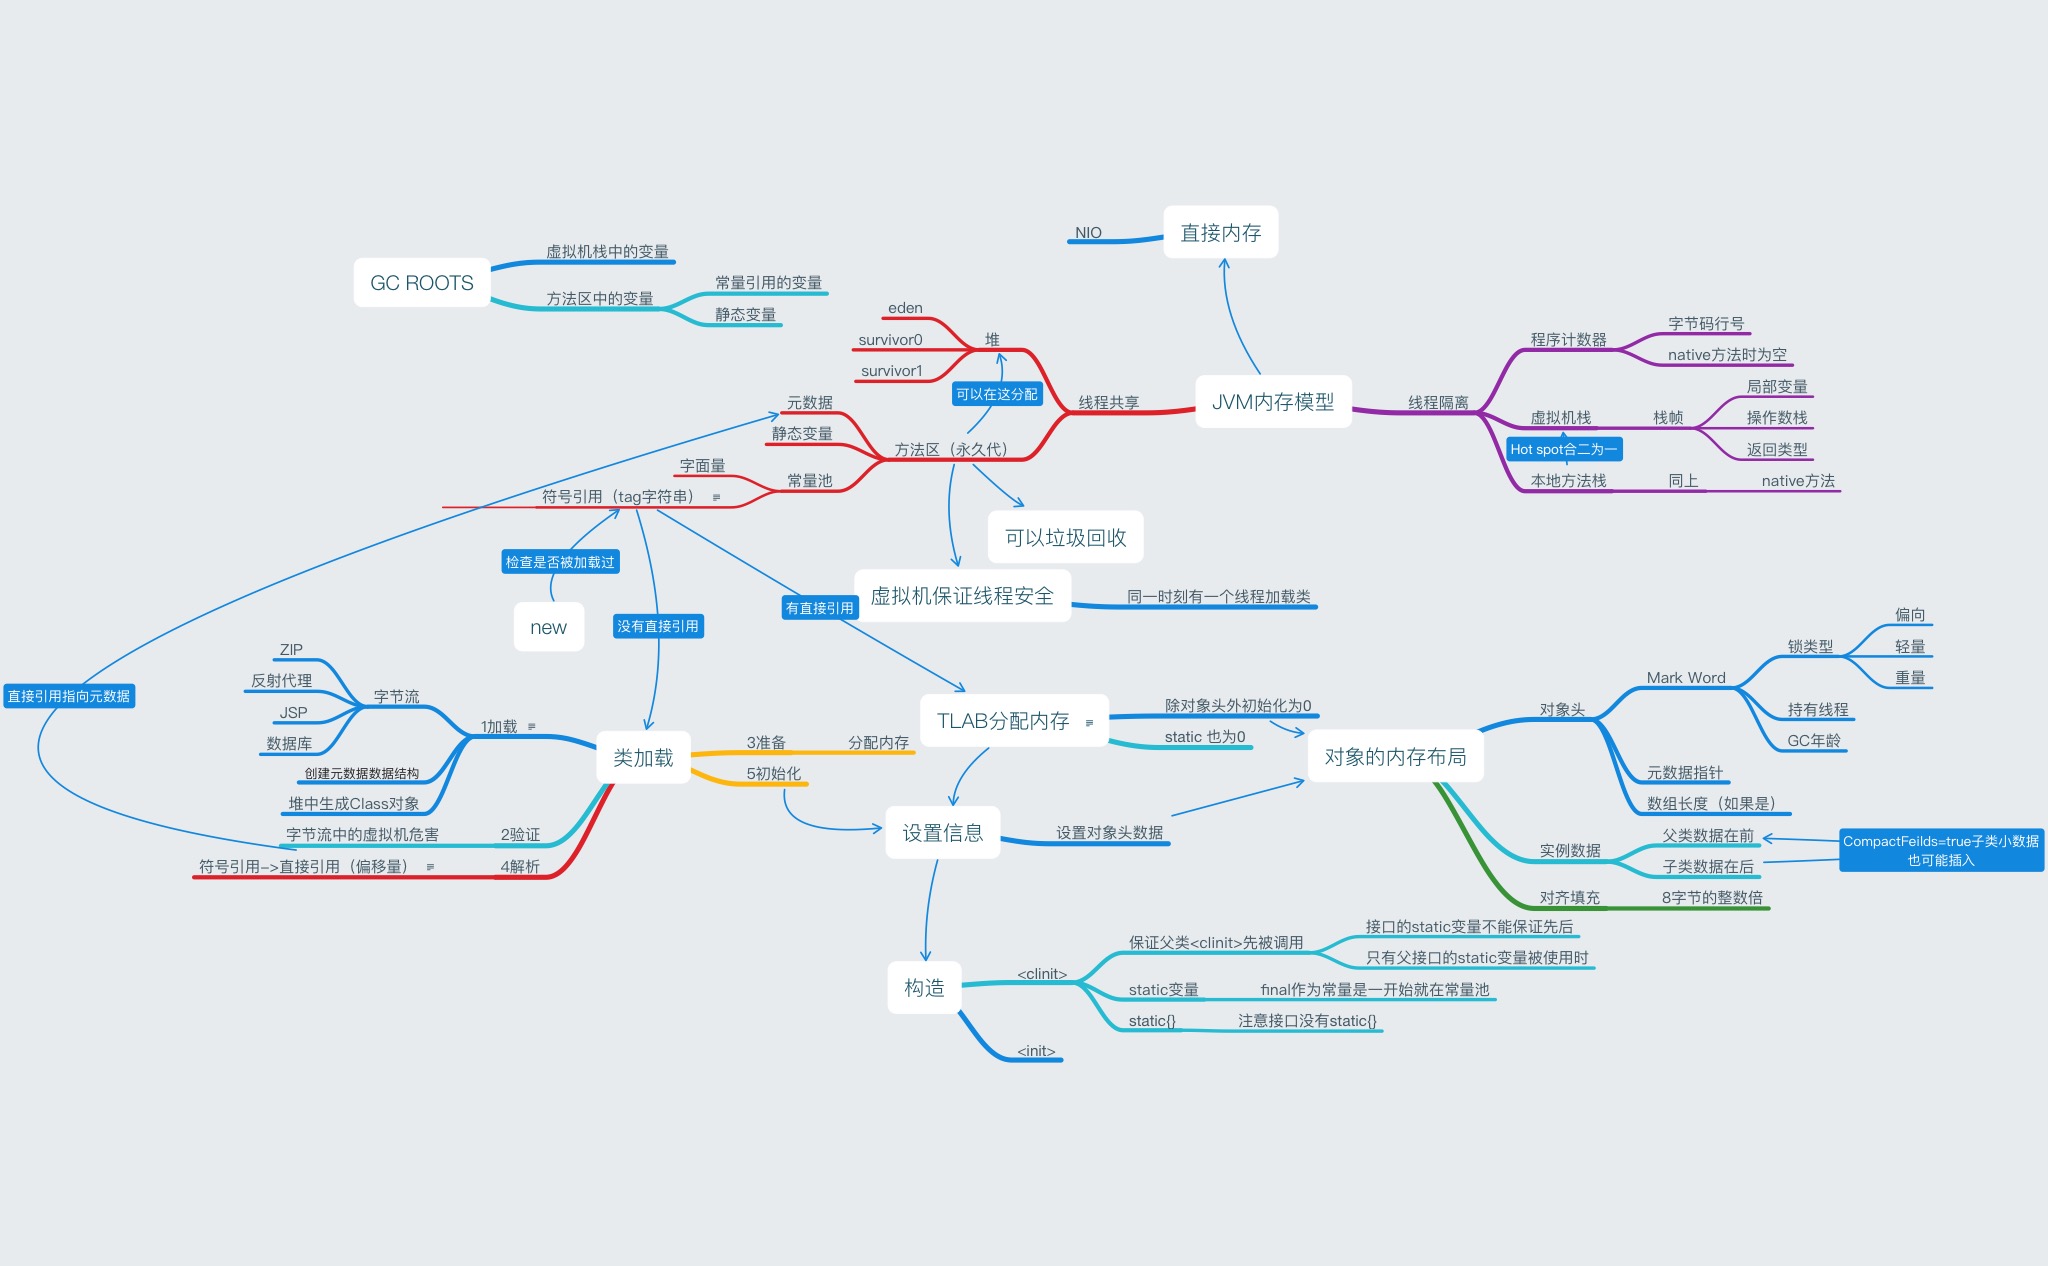 直接内存
NIO
GC ROOTS
虚拟机栈中的变量
方法区中的变量
常量引用的变量
静态变量
JVM内存模型
线程共享
堆
eden
survivor0
survivor1
可以在这分配
方法区（永久代）
元数据
静态变量
常量池
字面量
符号引用（tag字符串）
线程隔离
程序计数器
字节码行号
native方法时为空
虚拟机栈
栈帧
局部变量
操作数栈
返回类型
Hot spot合二为一
本地方法栈
同上
native方法
可以垃圾回收
虚拟机保证线程安全
同一时刻有一个线程加载类
检查是否被加载过
new
没有直接引用
有直接引用
直接引用指向元数据
类加载
1加载
字节流
ZIP
反射代理
JSP
数据库
创建元数据数据结构
堆中生成Class对象
2验证
字节流中的虚拟机危害
4解析
符号引用->直接引用（偏移量）
3准备
分配内存
5初始化
TLAB分配内存
除对象头外初始化为0
static 也为0
设置信息
设置对象头数据
对象的内存布局
对象头
Mark Word
锁类型
偏向
轻量
重量
持有线程
GC年龄
元数据指针
数组长度（如果是）
实例数据
父类数据在前
子类数据在后
CompactFeilds=true子类小数据
也可能插入
对齐填充
8字节的整数倍
构造
<clinit>
保证父类<clinit>先被调用
接口的static变量不能保证先后
只有父接口的static变量被使用时
static变量
final作为常量是一开始就在常量池
static{}
注意接口没有static{}
<init>